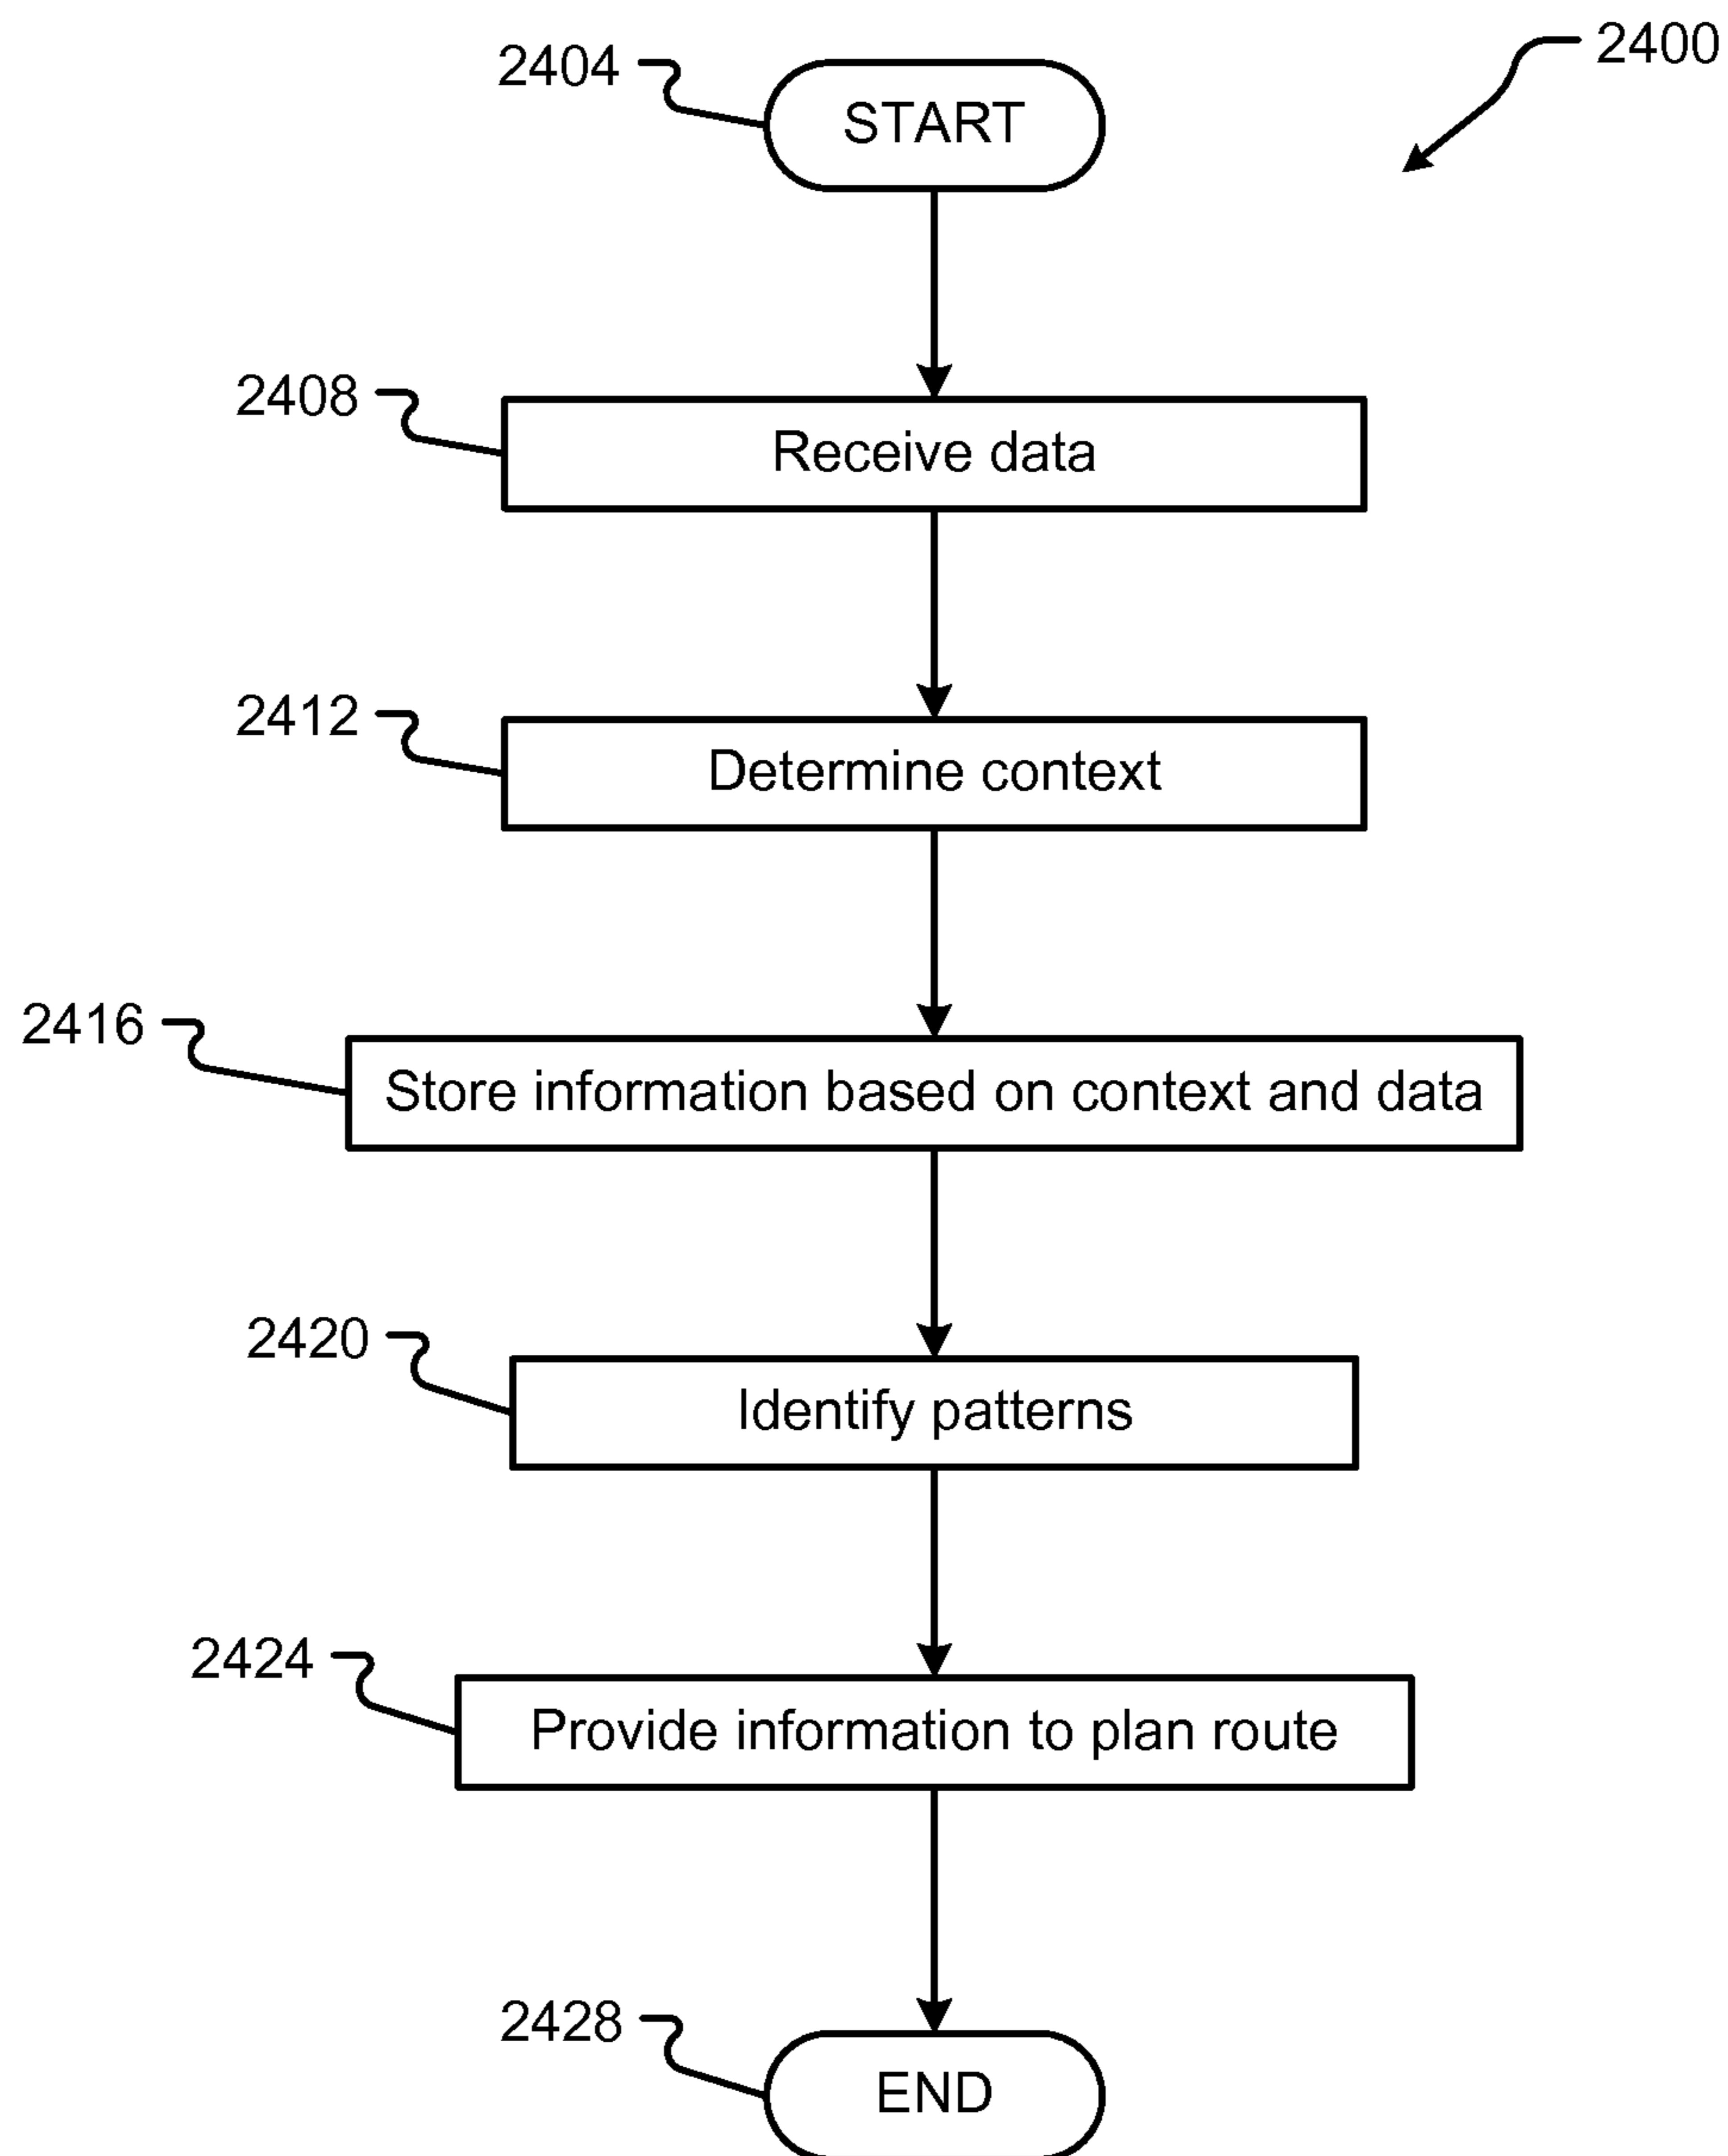 2400
2404
START
2408
Receive data
2412
Determine context
2416
Store information based on context and data
2420
Identify patterns
2424
Provide information to plan route
2428
END